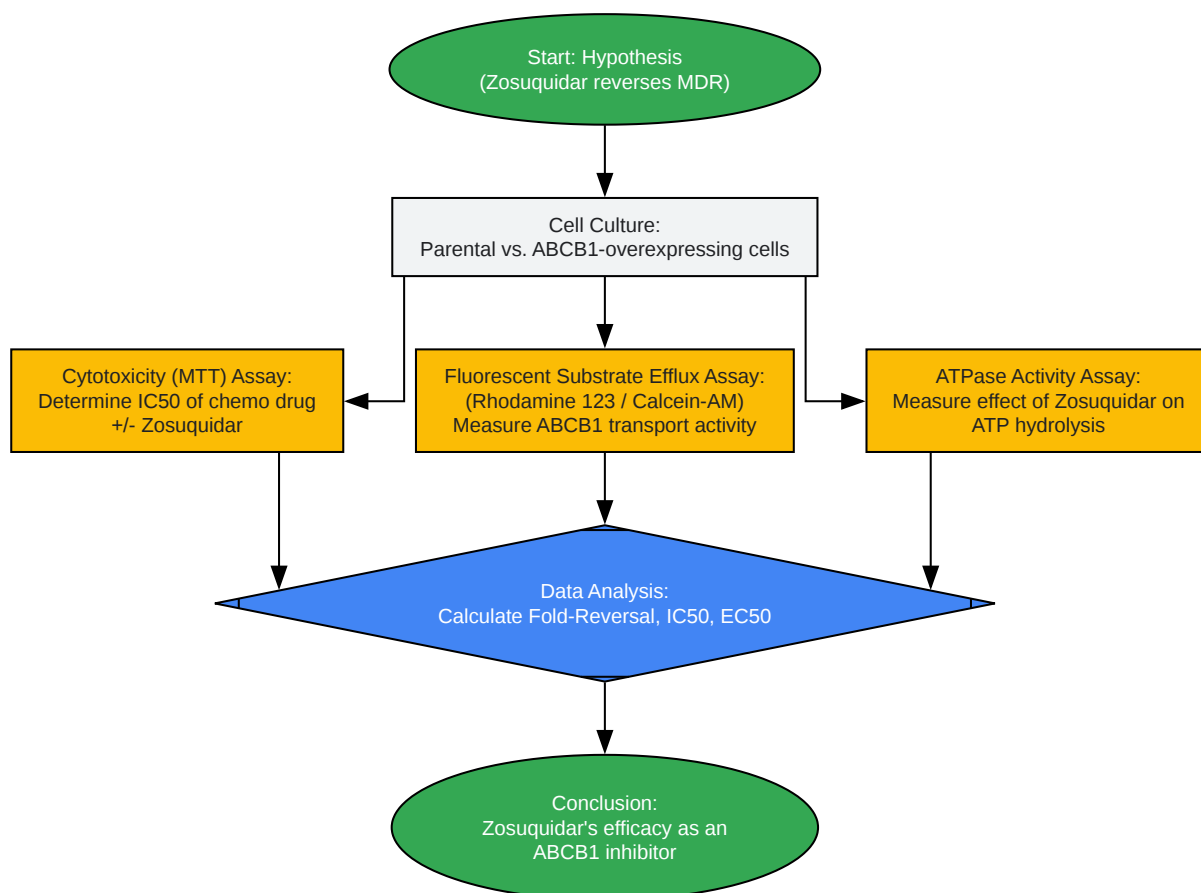 Start: Hypothesis
(Zosuquidar reverses MDR)
Cell Culture:
Parental vs. ABCB1-overexpressing cells
Cytotoxicity (MTT) Assay:
Determine IC50 of chemo drug
+/- Zosuquidar
Fluorescent Substrate Efflux Assay:
(Rhodamine 123 / Calcein-AM)
Measure ABCB1 transport activity
ATPase Activity Assay:
Measure effect of Zosuquidar on
ATP hydrolysis
Data Analysis:
Calculate Fold-Reversal, IC50, EC50
Conclusion:
Zosuquidar's efficacy as an
ABCB1 inhibitor